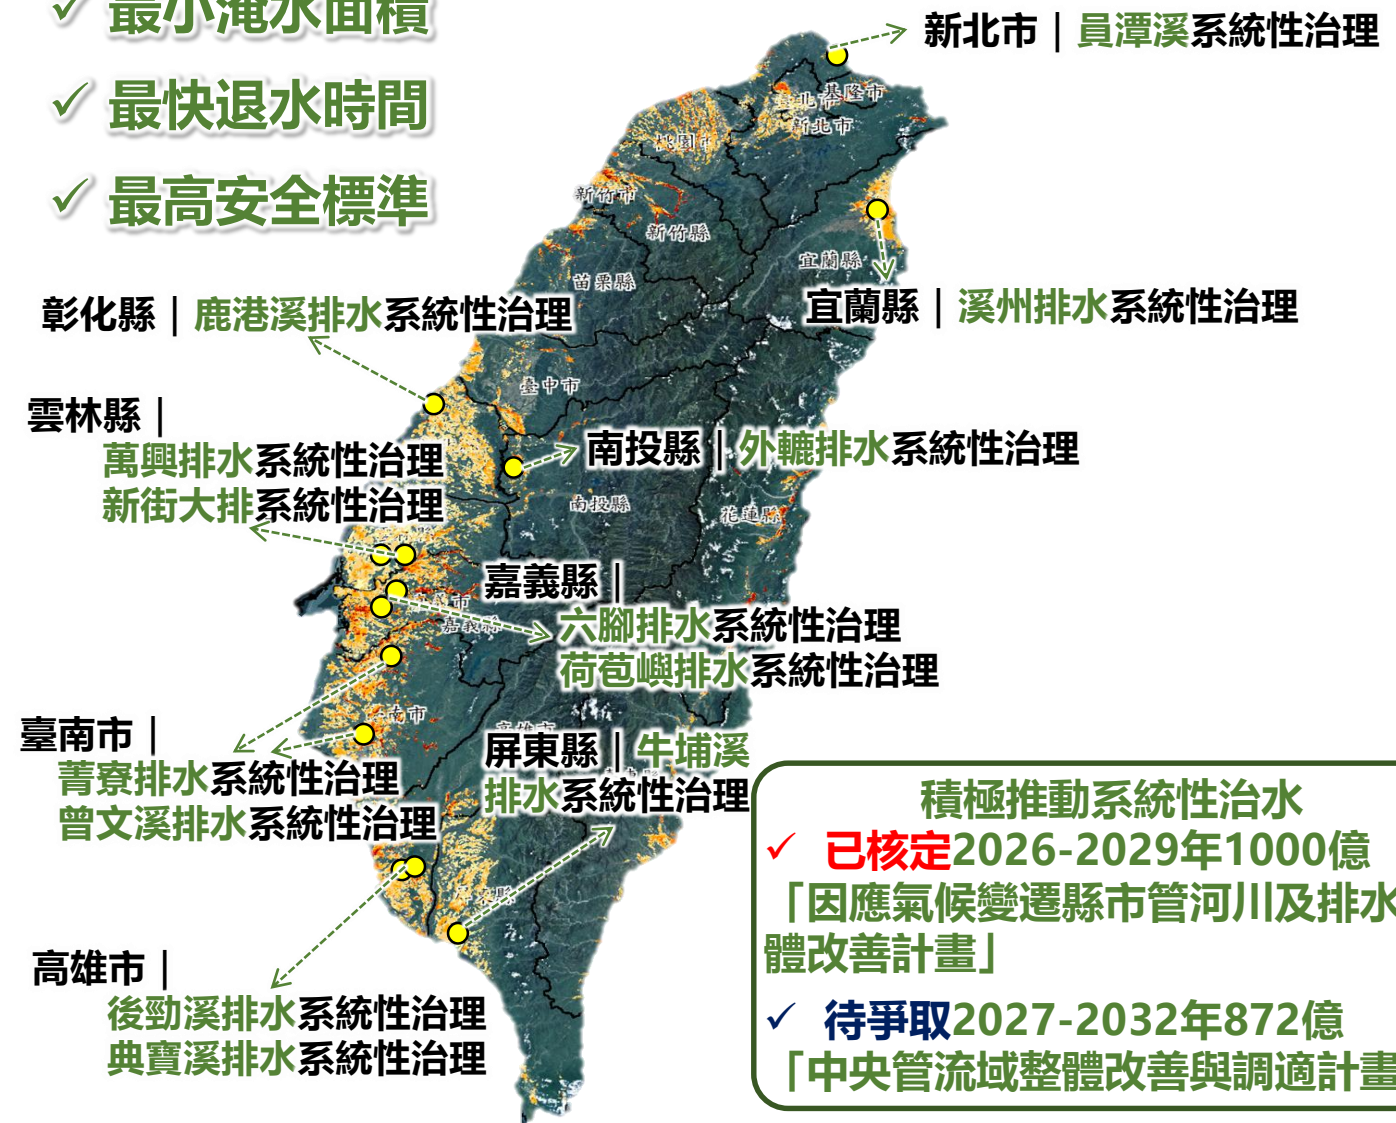 ✓ 最小淹水面積
✓ 最快退水時間
✓ 最高安全標準
新北市｜員潭溪系統性治理
基隆市
臺北市
新北市
桃園市
新竹市
新竹縣
宜蘭縣
苗栗縣
宜蘭縣｜溪州排水系統性治理
彰化縣｜鹿港溪排水系統性治理
臺中市
雲林縣｜
萬興排水系統性治理
新街大排系統性治理
南投縣｜外轆排水系統性治理
南投縣
花蓮縣
嘉義縣｜
六腳排水系統性治理
荷苞嶼排水系統性治理
嘉義縣
臺南市｜
菁寮排水系統性治理
曾文溪排水系統性治理
南市
屏東縣｜牛埔溪
排水系統性治理
高雄市｜
後勁溪排水系統性治理
典寶溪排水系統性治理
積極推動系統性治水
✓ 已核定2026-2029年1000億
「因應氣候變遷縣市管河川及排水
體改善計畫」
✓ 待爭取2027-2032年872億
「中央管流域整體改善與調適計畫